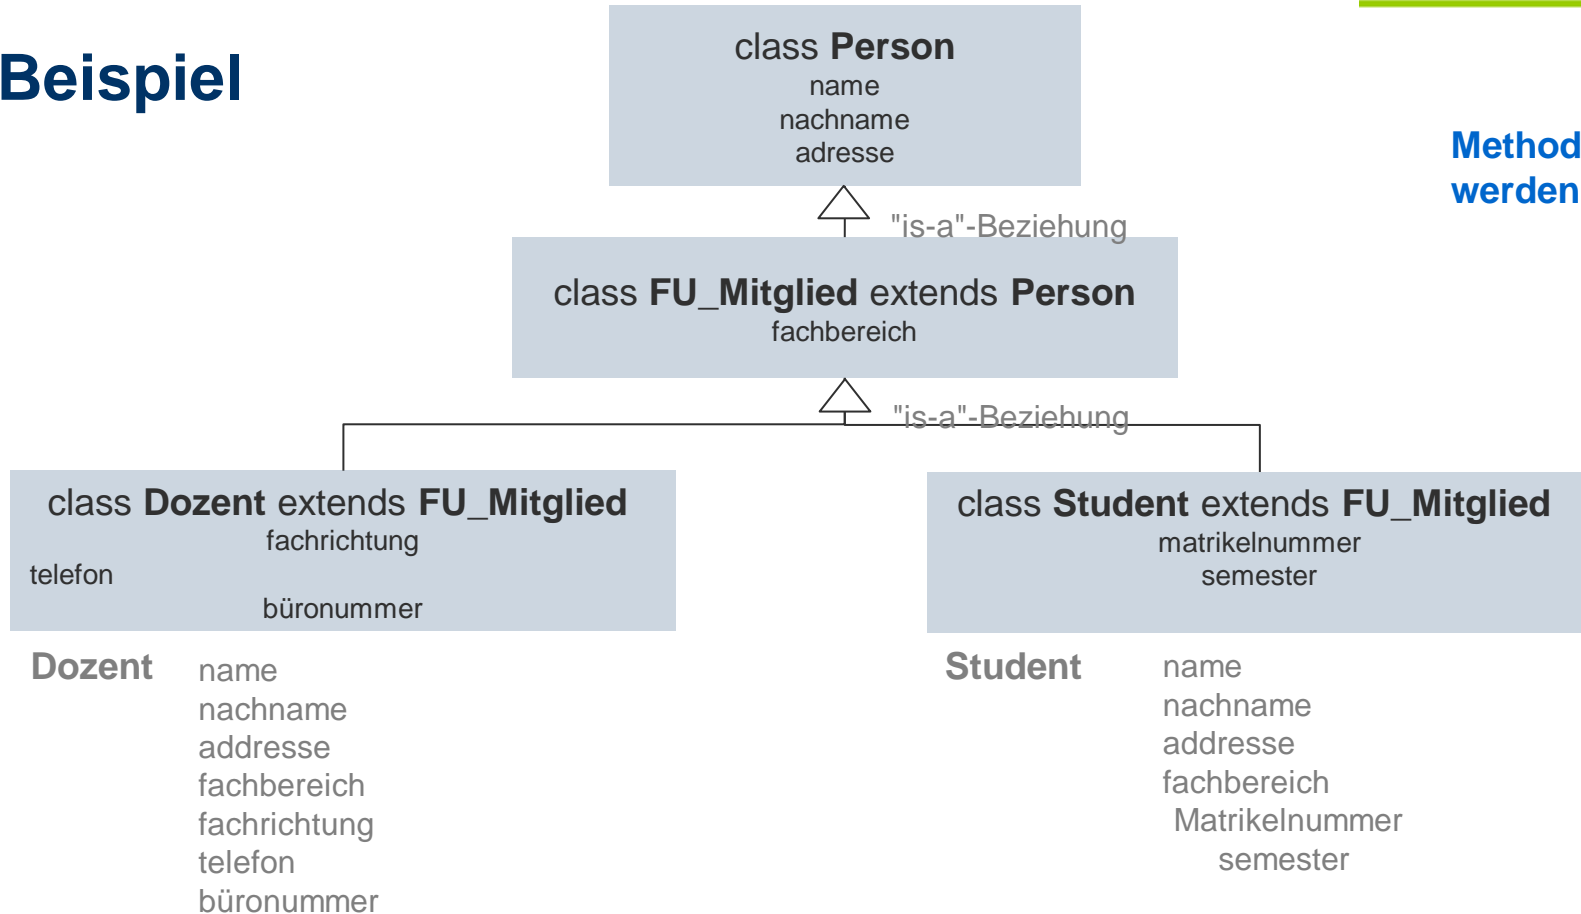 Beispiel
class Person
name
nachname
adresse
Method
werden
"is-a"-Beziehung
class FU_Mitglied extends Person
fachbereich
"is-a"-Beziehung
class Dozent extends FU_Mitglied
fachrichtung
telefon
büronummer
class Student extends FU_Mitglied
matrikelnummer
semester
Dozent
name
nachname
addresse
fachbereich
fachrichtung
telefon
büronummer
Student
name
nachname
addresse
fachbereich
Matrikelnummer
semester